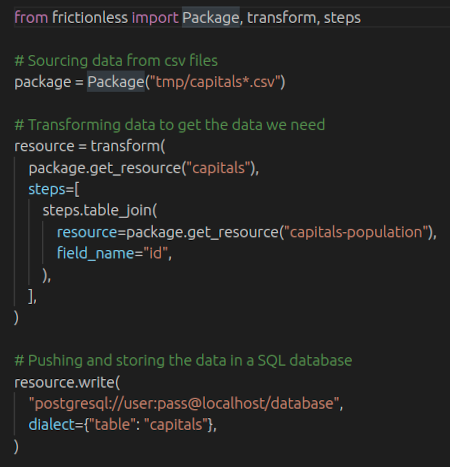 from frictionless import Package, transform, steps
# Sourcing data from csv files
package = Package("tmp/capitals*.csv")
# Transforming data to get the data we need
resource = transform(
package.get_resource("capitals"),
steps=[
steps.table_join(
resource=package.get_resource("capitals-population"),
field_name="id",
),
],
)
# Pushing and storing the data in a SQL database
resource.write(
"postgresql://user:pass@localhost/database",
dialect={"table": "capitals"},
)